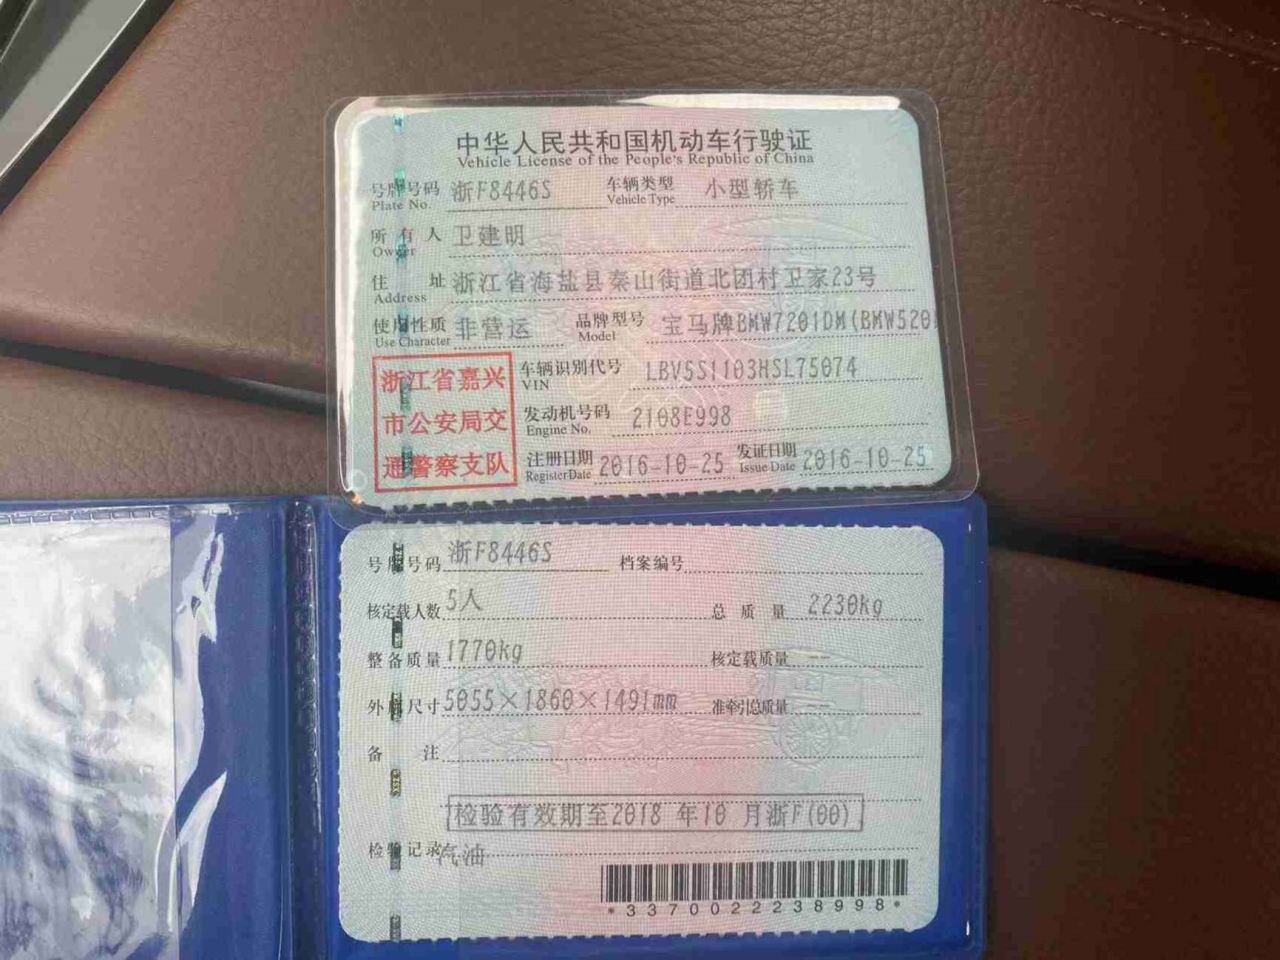 中华人民共和国机动车行驶证
Vehicle License of the People's Republic of China
号牌号码 浙F8446S 车辆类型 小型轿车
Plate No. Vehicle Type
所有人 卫建明
Owner
住址 浙江省海盐县秦山街道北团村卫家23号
Address
使用性质 非营运 品牌型号 宝马牌BMW7201DM(BMW520
Use Character Model
浙江省嘉兴
市公安局交
通警察支队
车辆识别代号 LBV5S1103HSL75074
VIN
发动机号码 2108E998
Engine No.
注册日期 2016-10-25 发证日期 2016-10-25
Register Date Issue Date
号牌号码 浙F8446S 档案编号
核定载人数 5人 总质量 2230kg
整备质量 1770kg 核定载质量 --
外廓尺寸 5055×1860×1491mm 准牵引总质量 --
备注
检验有效期至2018 年10 月浙F(00)
检验记录 汽油
*3370022238998*